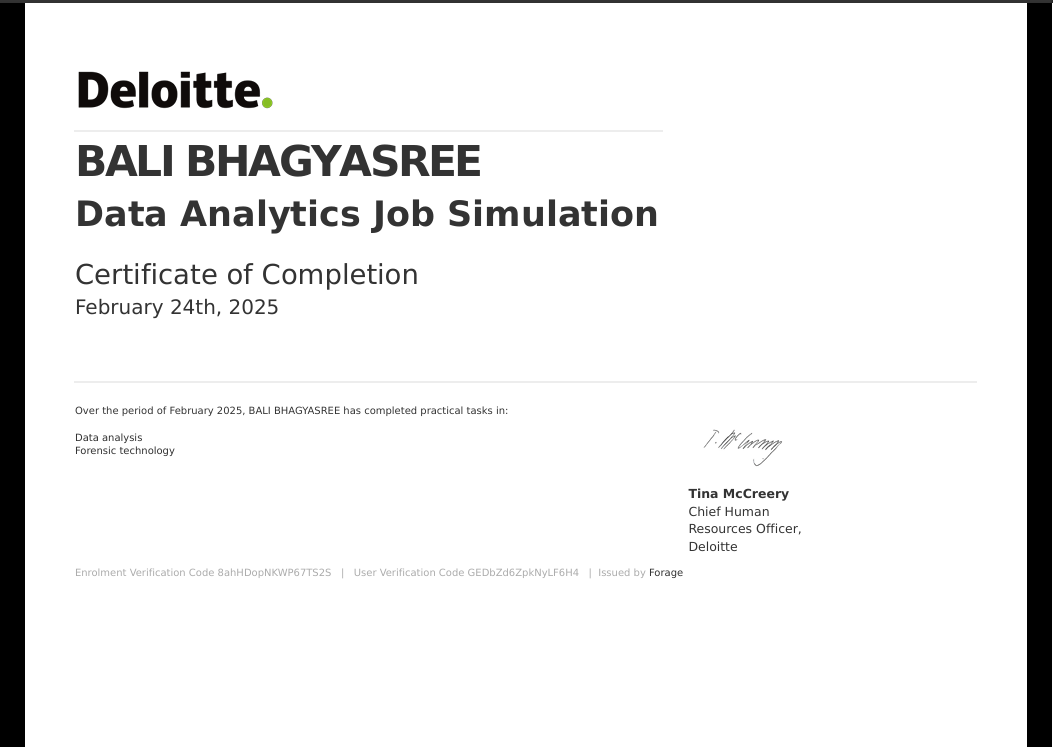 Deloitte.
BALI BHAGYASREE
Data Analytics Job Simulation
Certificate of Completion
February 24th, 2025
Over the period of February 2025, BALI BHAGYASREE has completed practical tasks in:
Data analysis
Forensic technology
T. McCreery
Tina McCreery
Chief Human
Resources Officer,
Deloitte
Enrolment Verification Code 8ahHDopNKWP67TS2S | User Verification Code GEDbZd6ZpkNyLF6H4 | Issued by Forage